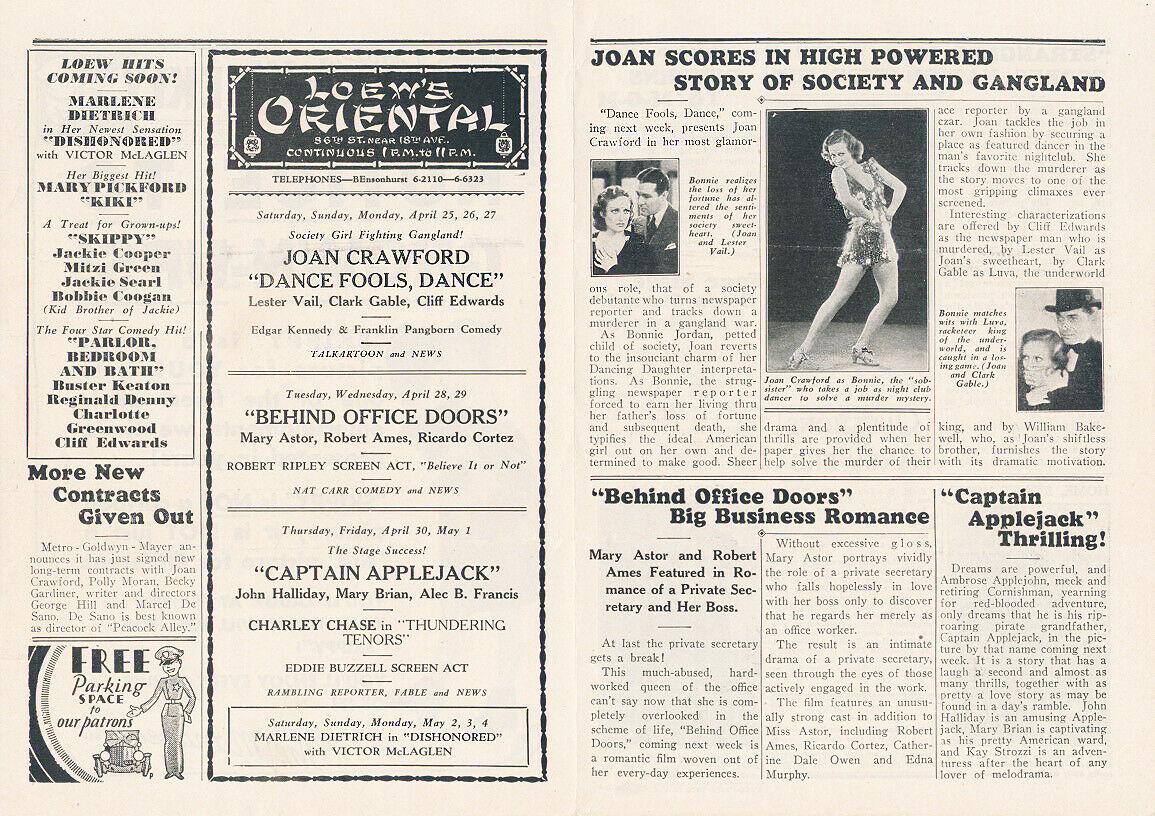 LOEW HITS
COMING SOON!
MARLENE
DIETRICH
in Her Newest Sensation
"DISHONORED"
with VICTOR McLAGLEN
Her Biggest Hit!
MARY PICKFORD
"KIKI"
A Treat for Grown-ups!
"SKIPPY"
Jackie Cooper
Mitzi Green
Jackie Searl
Bobbie Coogan
(Kid Brother of Jackie)
The Four Star Comedy Hit!
"PARLOR,
BEDROOM
AND BATH"
Buster Keaton
Reginald Denny
Charlotte
Greenwood
Cliff Edwards
More New
Contracts
Given Out
Metro-Goldwyn-Mayer an-
nounces it has just signed new
long-term contracts with Joan
Crawford, Polly Moran, Becky
Gardiner, writer and directors
George Hill and Marcel De
Sano. De Sano is best known
as director of "Peacock Alley."
FREE
Parking
SPACE
to
our patrons
LOEW'S
ORIENTAL
86TH ST. NEAR 18TH AVE.
CONTINUOUS 1 P.M. to 11 P.M.
TELEPHONES—BEnsonhurst 6-2110—6-6323
Saturday, Sunday, Monday, April 25, 26, 27
Society Girl Fighting Gangland!
JOAN CRAWFORD
"DANCE FOOLS, DANCE"
Lester Vail, Clark Gable, Cliff Edwards
Edgar Kennedy & Franklin Pangborn Comedy
TALKARTOON and NEWS
Tuesday, Wednesday, April 28, 29
"BEHIND OFFICE DOORS"
Mary Astor, Robert Ames, Ricardo Cortez
ROBERT RIPLEY SCREEN ACT, "Believe It or Not"
NAT CARR COMEDY and NEWS
Thursday, Friday, April 30, May 1
The Stage Success!
"CAPTAIN APPLEJACK"
John Halliday, Mary Brian, Alec B. Francis
CHARLEY CHASE in "THUNDERING
TENORS"
EDDIE BUZZELL SCREEN ACT
RAMBLING REPORTER, FABLE and NEWS
Saturday, Sunday, Monday, May 2, 3, 4
MARLENE DIETRICH in "DISHONORED"
with VICTOR McLAGLEN
JOAN SCORES IN HIGH POWERED
STORY OF SOCIETY AND GANGLAND
"Dance Fools, Dance," com-
ing next week, presents Joan
Crawford in her most glamor-
Bonnie realizes
the loss of her
fortune has al-
tered the senti-
ments of her
society sweet-
heart. (Joan
and Lester
Vail.)
ous role, that of a society
debutante who turns newspaper
reporter and tracks down a
murderer in a gangland war.
As Bonnie Jordan, petted
child of society, Joan reverts
to the insouciant charm of her
Dancing Daughter interpreta-
tions. As Bonnie, the strug-
gling newspaper reporter
forced to earn her living thru
her father's loss of fortune
and subsequent death, she
typifies the ideal American
girl out on her own and de-
termined to make good. Sheer
Joan Crawford as Bonnie, the "sob-
sister" who takes a job as night club
dancer to solve a murder mystery.
drama and a plentitude of
thrills are provided when her
paper gives her the chance to
help solve the murder of their
ace reporter by a gangland
czar. Joan tackles the job in
her own fashion by securing a
place as featured dancer in the
man's favorite nightclub. She
tracks down the murderer as
the story moves to one of the
most gripping climaxes ever
screened.
Interesting characterizations
are offered by Cliff Edwards
as the newspaper man who is
murdered, by Lester Vail as
Joan's sweetheart, by Clark
Gable as Luva, the underworld
Bonnie matches
wits with Luva,
racketeer king
of the under-
world, and is
caught in a los-
ing game. (Joan
and Clark
Gable.)
king, and by William Bake-
well, who, as Joan's shiftless
brother, furnishes the story
with its dramatic motivation.
"Behind Office Doors"
Big Business Romance
Mary Astor and Robert
Ames Featured in Ro-
mance of a Private Sec-
retary and Her Boss.
At last the private secretary
gets a break!
This much-abused, hard-
worked queen of the office
can't say now that she is com-
pletely overlooked in the
scheme of life, "Behind Office
Doors," coming next week is
a romantic film woven out of
her every-day experiences.
Without excessive gloss,
Mary Astor portrays vividly
the role of a private secretary
who falls hopelessly in love
with her boss only to discover
that he regards her merely as
an office worker.
The result is an intimate
drama of a private secretary,
seen through the eyes of those
actively engaged in the work.
The film features an unusu-
ally strong cast in addition to
Miss Astor, including Robert
Ames, Ricardo Cortez, Cather-
ine Dale Owen and Edna
Murphy.
"Captain
Applejack"
Thrilling!
Dreams are powerful, and
Ambrose Applejohn, meek and
retiring Cornishman, yearning
for red-blooded adventure,
only dreams that he is his rip-
roaring pirate grandfather,
Captain Applejack, in the pic-
ture by that name coming next
week. It is a story that has a
laugh a second and almost as
many thrills, together with as
pretty a love story as may be
found in a day's ramble. John
Halliday is an amusing Apple-
jack, Mary Brian is captivating
as his pretty American ward,
and Kay Strozzi is an adven-
turess after the heart of any
lover of melodrama.